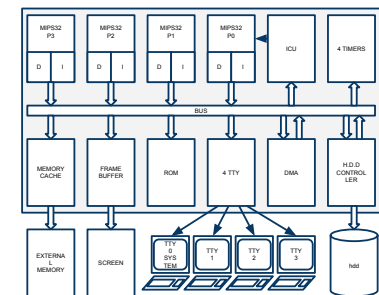 MIPS32
P3
MIPS32
P2
MIPS32
P1
MIPS32
P0
ICU
4 TIMERS
D
I
D
I
D
I
D
I
BUS
MEMORY
CACHE
FRAME
BUFFER
ROM
4 TTY
DMA
H.D.D
CONTROL
LER
EXTERNA
L
MEMORY
SCREEN
TTY
0
SYS
TEM
TTY
1
TTY
2
TTY
3
hdd